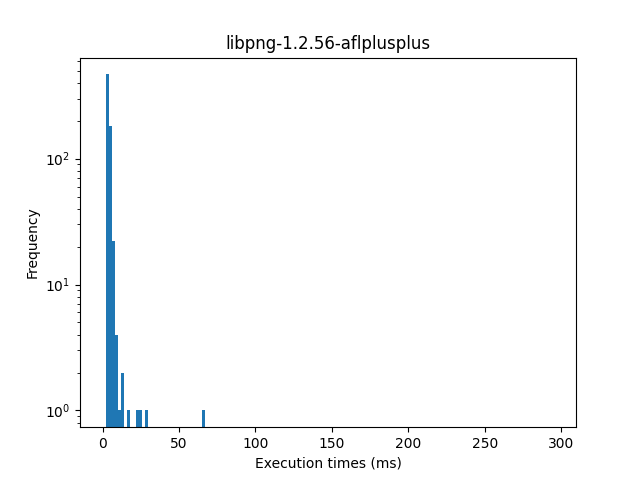 libpng-1.2.56-aflplusplus
Frequency
10²
10¹
10⁰
0 50 100 150 200 250 300
Execution times (ms)